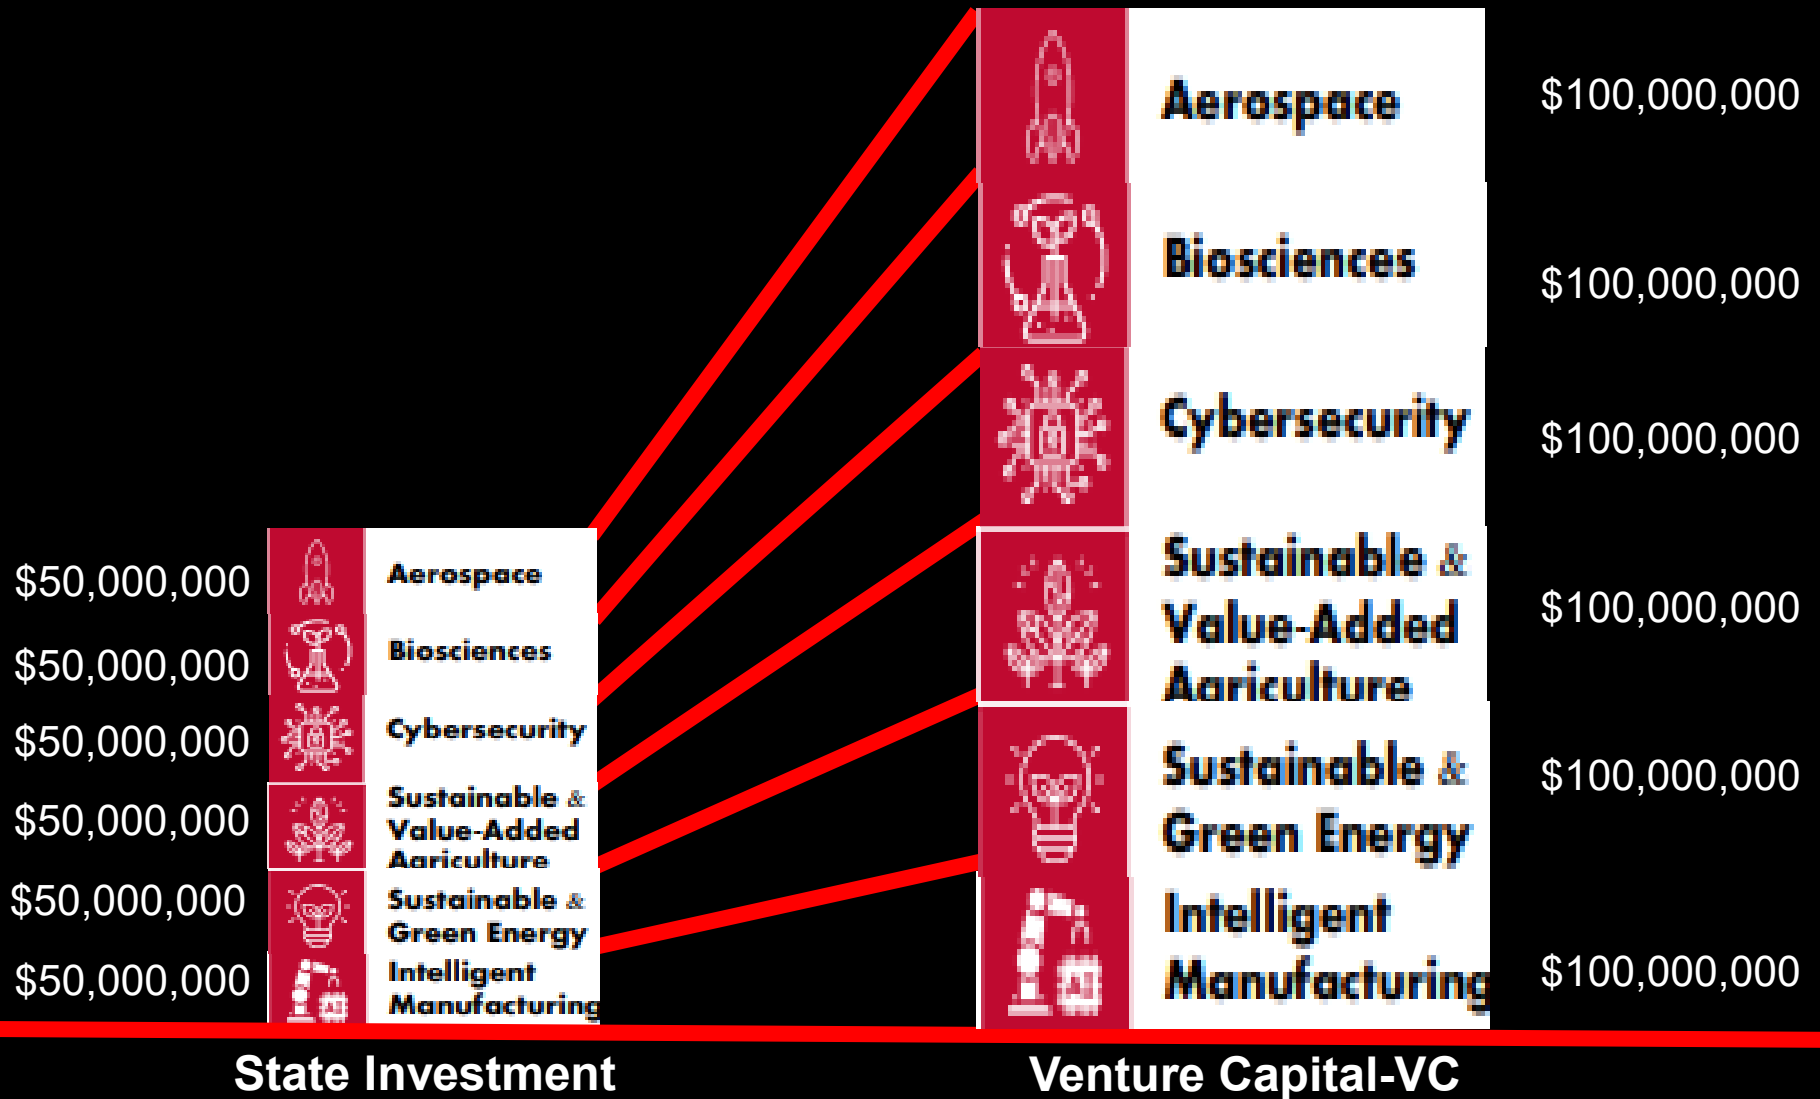 $50,000,000
Aerospace
$50,000,000
Biosciences
$50,000,000
Cybersecurity
$50,000,000
Sustainable &
Value-Added
Agriculture
$50,000,000
Sustainable &
Green Energy
$50,000,000
Intelligent
Manufacturing
State Investment
Aerospace
$100,000,000
Biosciences
$100,000,000
Cybersecurity
$100,000,000
Sustainable &
Value-Added
Agriculture
$100,000,000
Sustainable &
Green Energy
$100,000,000
Intelligent
Manufacturing
$100,000,000
Venture Capital-VC